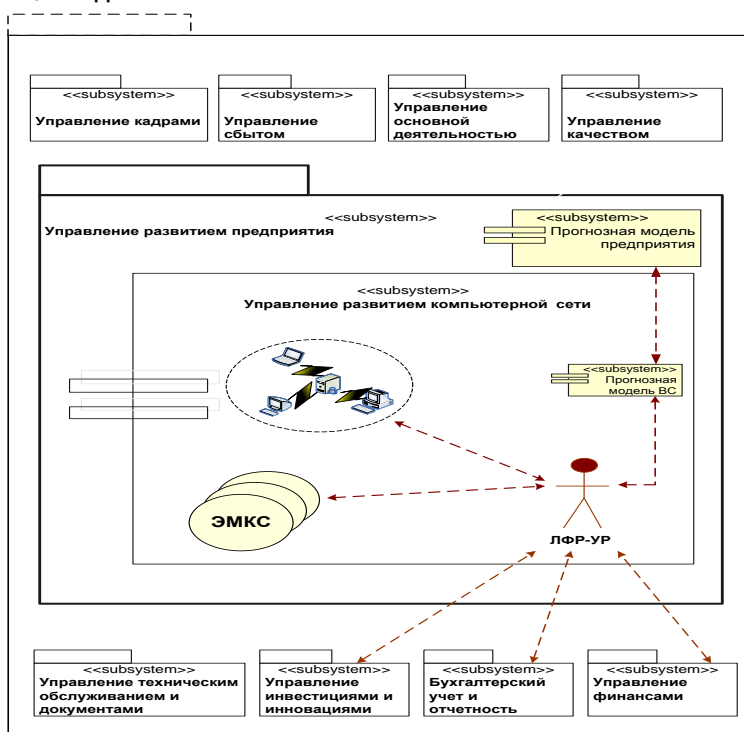 <<subsystem>>
Управление кадрами
<<subsystem>>
Управление
сбытом
<<subsystem>>
Управление
основной
деятельностью
<<subsystem>>
Управление
качеством
<<subsystem>>
Управление развитием предприятия
<<subsystem>>
Прогнозная модель
предприятия
<<subsystem>>
Управление развитием компьютерной сети
<<subsystem>>
Прогнозная
модель ВС
ЭМКС
ЛФР-УР
<<subsystem>>
Управление техническим
обслуживанием и
документами
<<subsystem>>
Управление
инвестициями и
инновациями
<<subsystem>>
Бухгалтерский
учет и
отчетность
<<subsystem>>
Управление
финансами